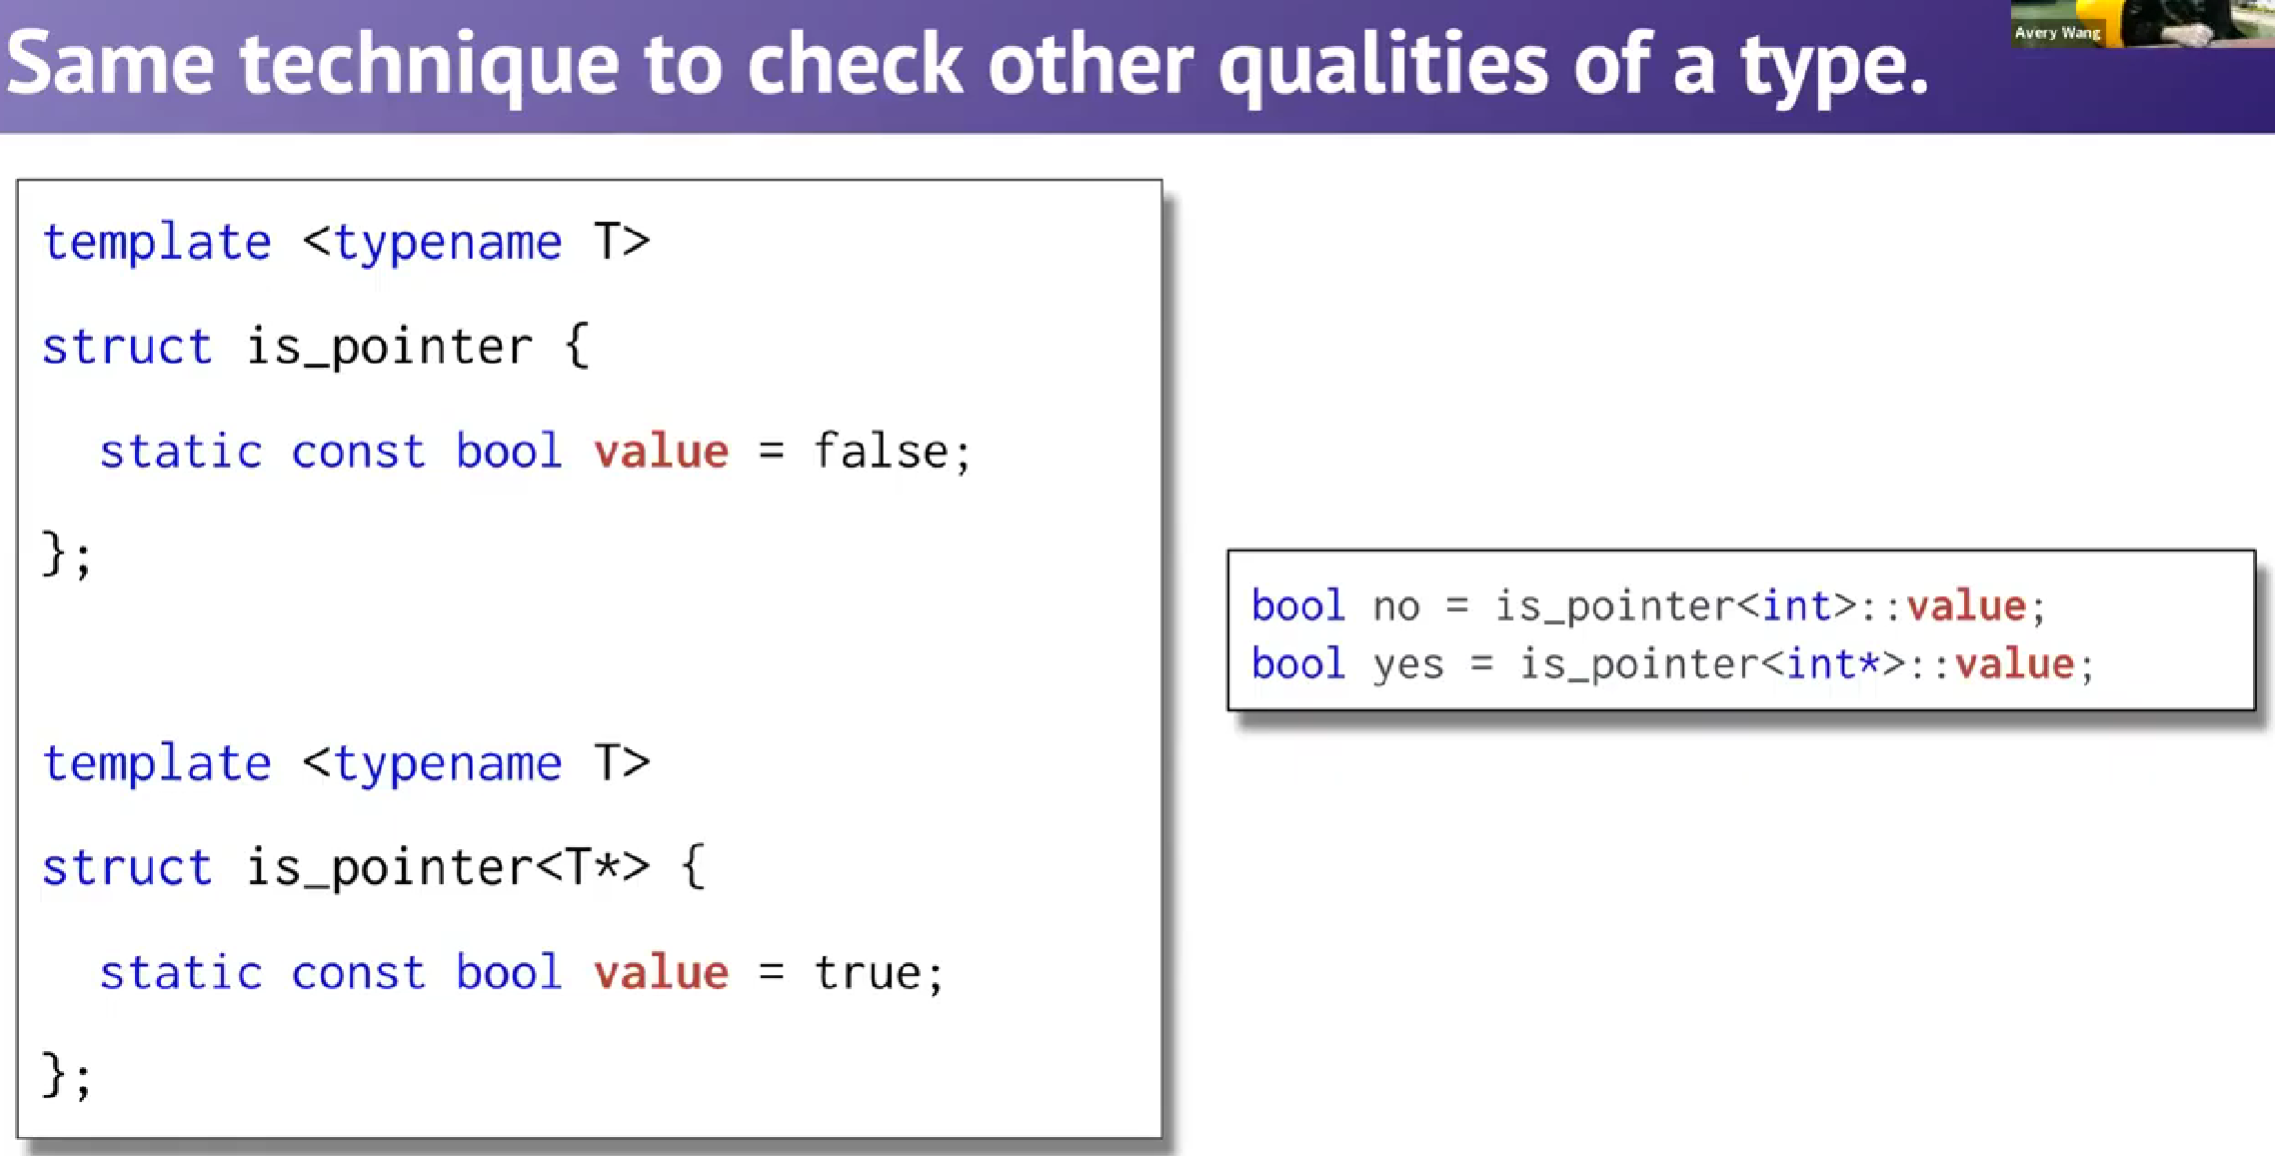 Same technique to check other qualities of a type.
Avery Wang
template <typename T>
struct is_pointer {
  static const bool value = false;
};
template <typename T>
struct is_pointer<T*> {
  static const bool value = true;
};
bool no = is_pointer<int>::value;
bool yes = is_pointer<int*>::value;